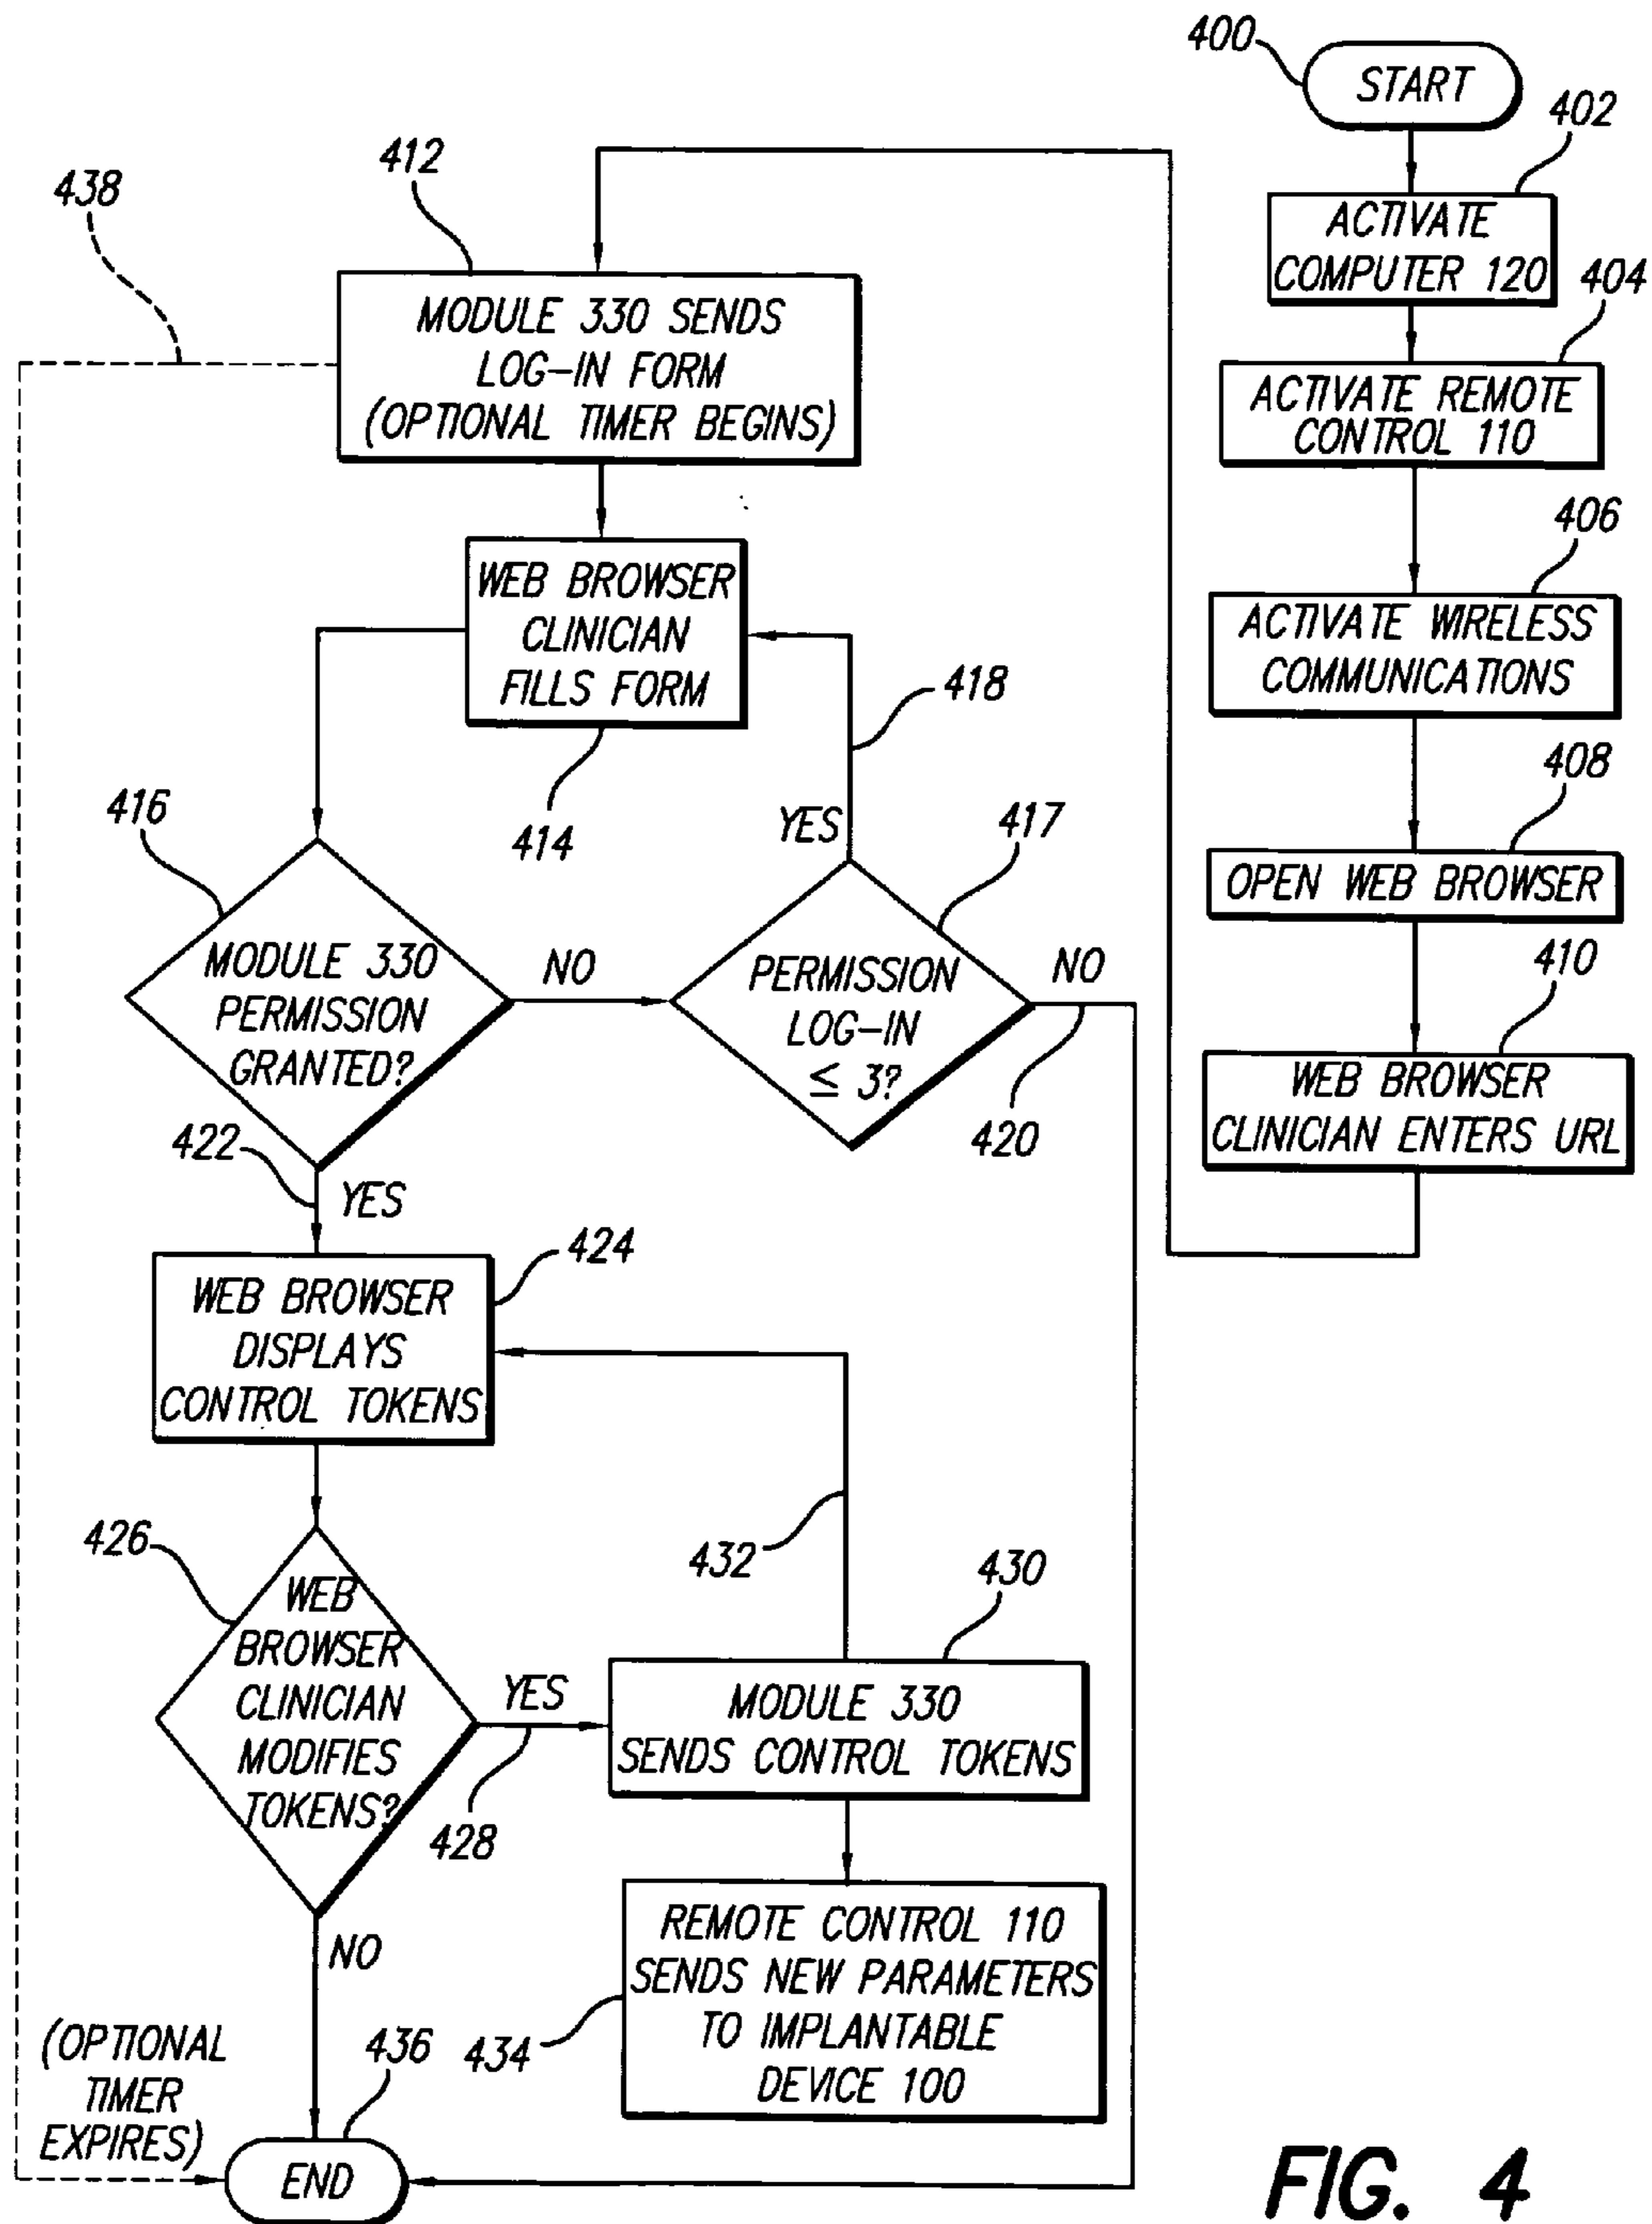 400
START
402
ACTIVATE
COMPUTER 120
404
ACTIVATE REMOTE
CONTROL 110
406
ACTIVATE WIRELESS
COMMUNICATIONS
408
OPEN WEB BROWSER
410
WEB BROWSER
CLINICIAN ENTERS URL
412
438
MODULE 330 SENDS
LOG-IN FORM
(OPTIONAL TIMER BEGINS)
WEB BROWSER
CLINICIAN
FILLS FORM
414
418
416
MODULE 330
PERMISSION
GRANTED?
NO
YES
417
PERMISSION
LOG-IN
≤ 3?
NO
420
422
YES
424
WEB BROWSER
DISPLAYS
CONTROL TOKENS
426
WEB
BROWSER
CLINICIAN
MODIFIES
TOKENS?
YES
428
432
430
MODULE 330
SENDS CONTROL TOKENS
REMOTE CONTROL 110
SENDS NEW PARAMETERS
TO IMPLANTABLE
DEVICE 100
434
NO
(OPTIONAL
TIMER
EXPIRES)
436
END
FIG. 4